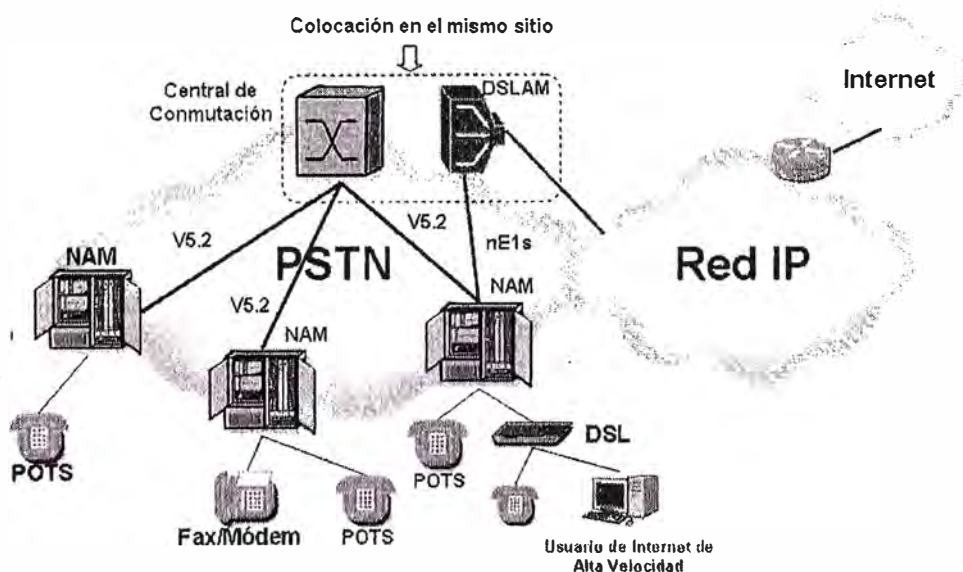 Colocación en el mismo sitio
Central de
Conmutación
DSLAM
Internet
V5.2
V5.2
nE1s
NAM
PSTN
Red IP
V5.2
NAM
NAM
POTS
POTS
DSL
Fax/Módem
POTS
Usuario de Internet de
Alta Velocidad